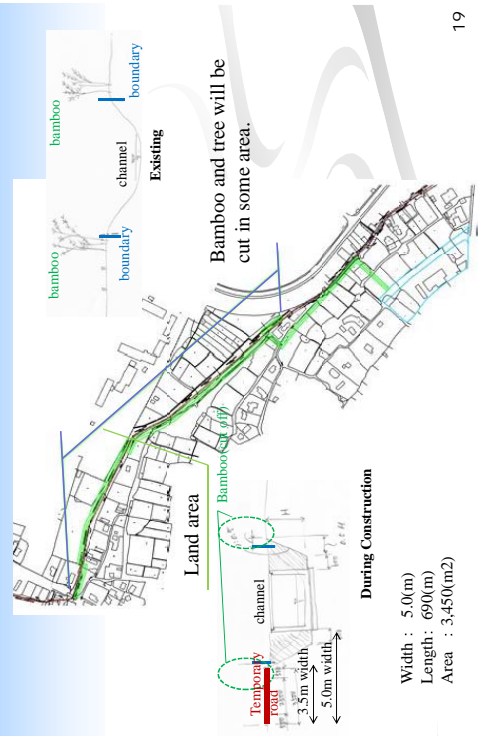 bamboo
bamboo
boundary
channel
boundary
Existing
Bamboo and tree will be
cut in some area.
Land area
Bamboo(cut off)
Temporary
road
channel
H
3.5m width
5.0m width
During Construction
Width : 5.0(m)
Length: 690(m)
Area : 3,450(m2)
19